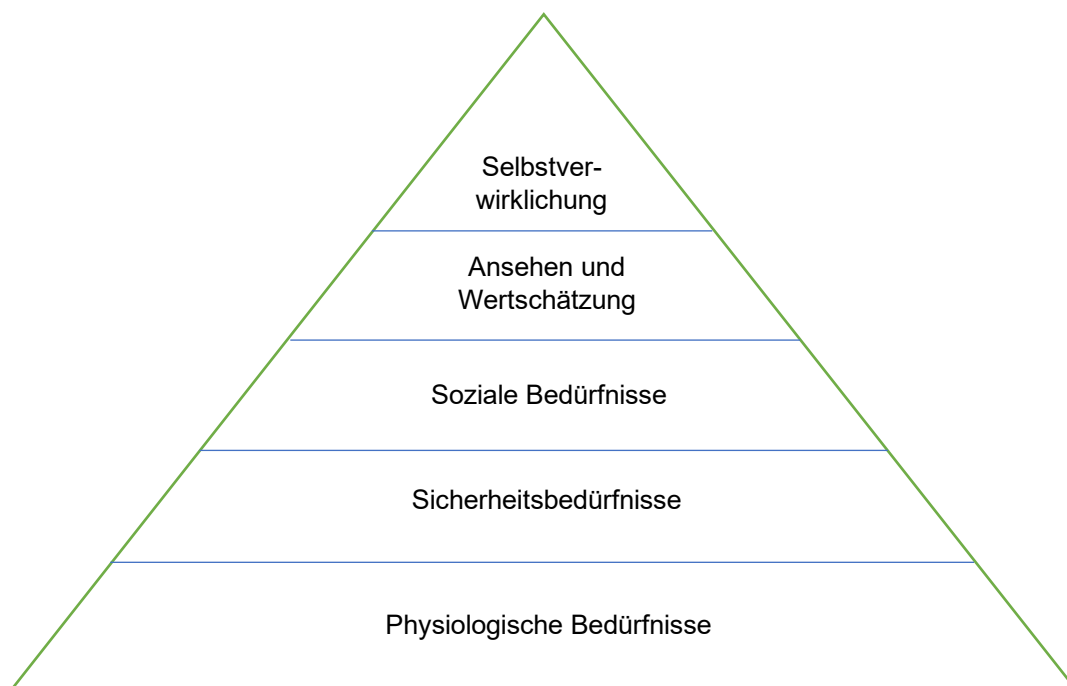 Selbstver-
wirklichung
Ansehen und
Wertschätzung
Soziale Bedürfnisse
Sicherheitsbedürfnisse
Physiologische Bedürfnisse